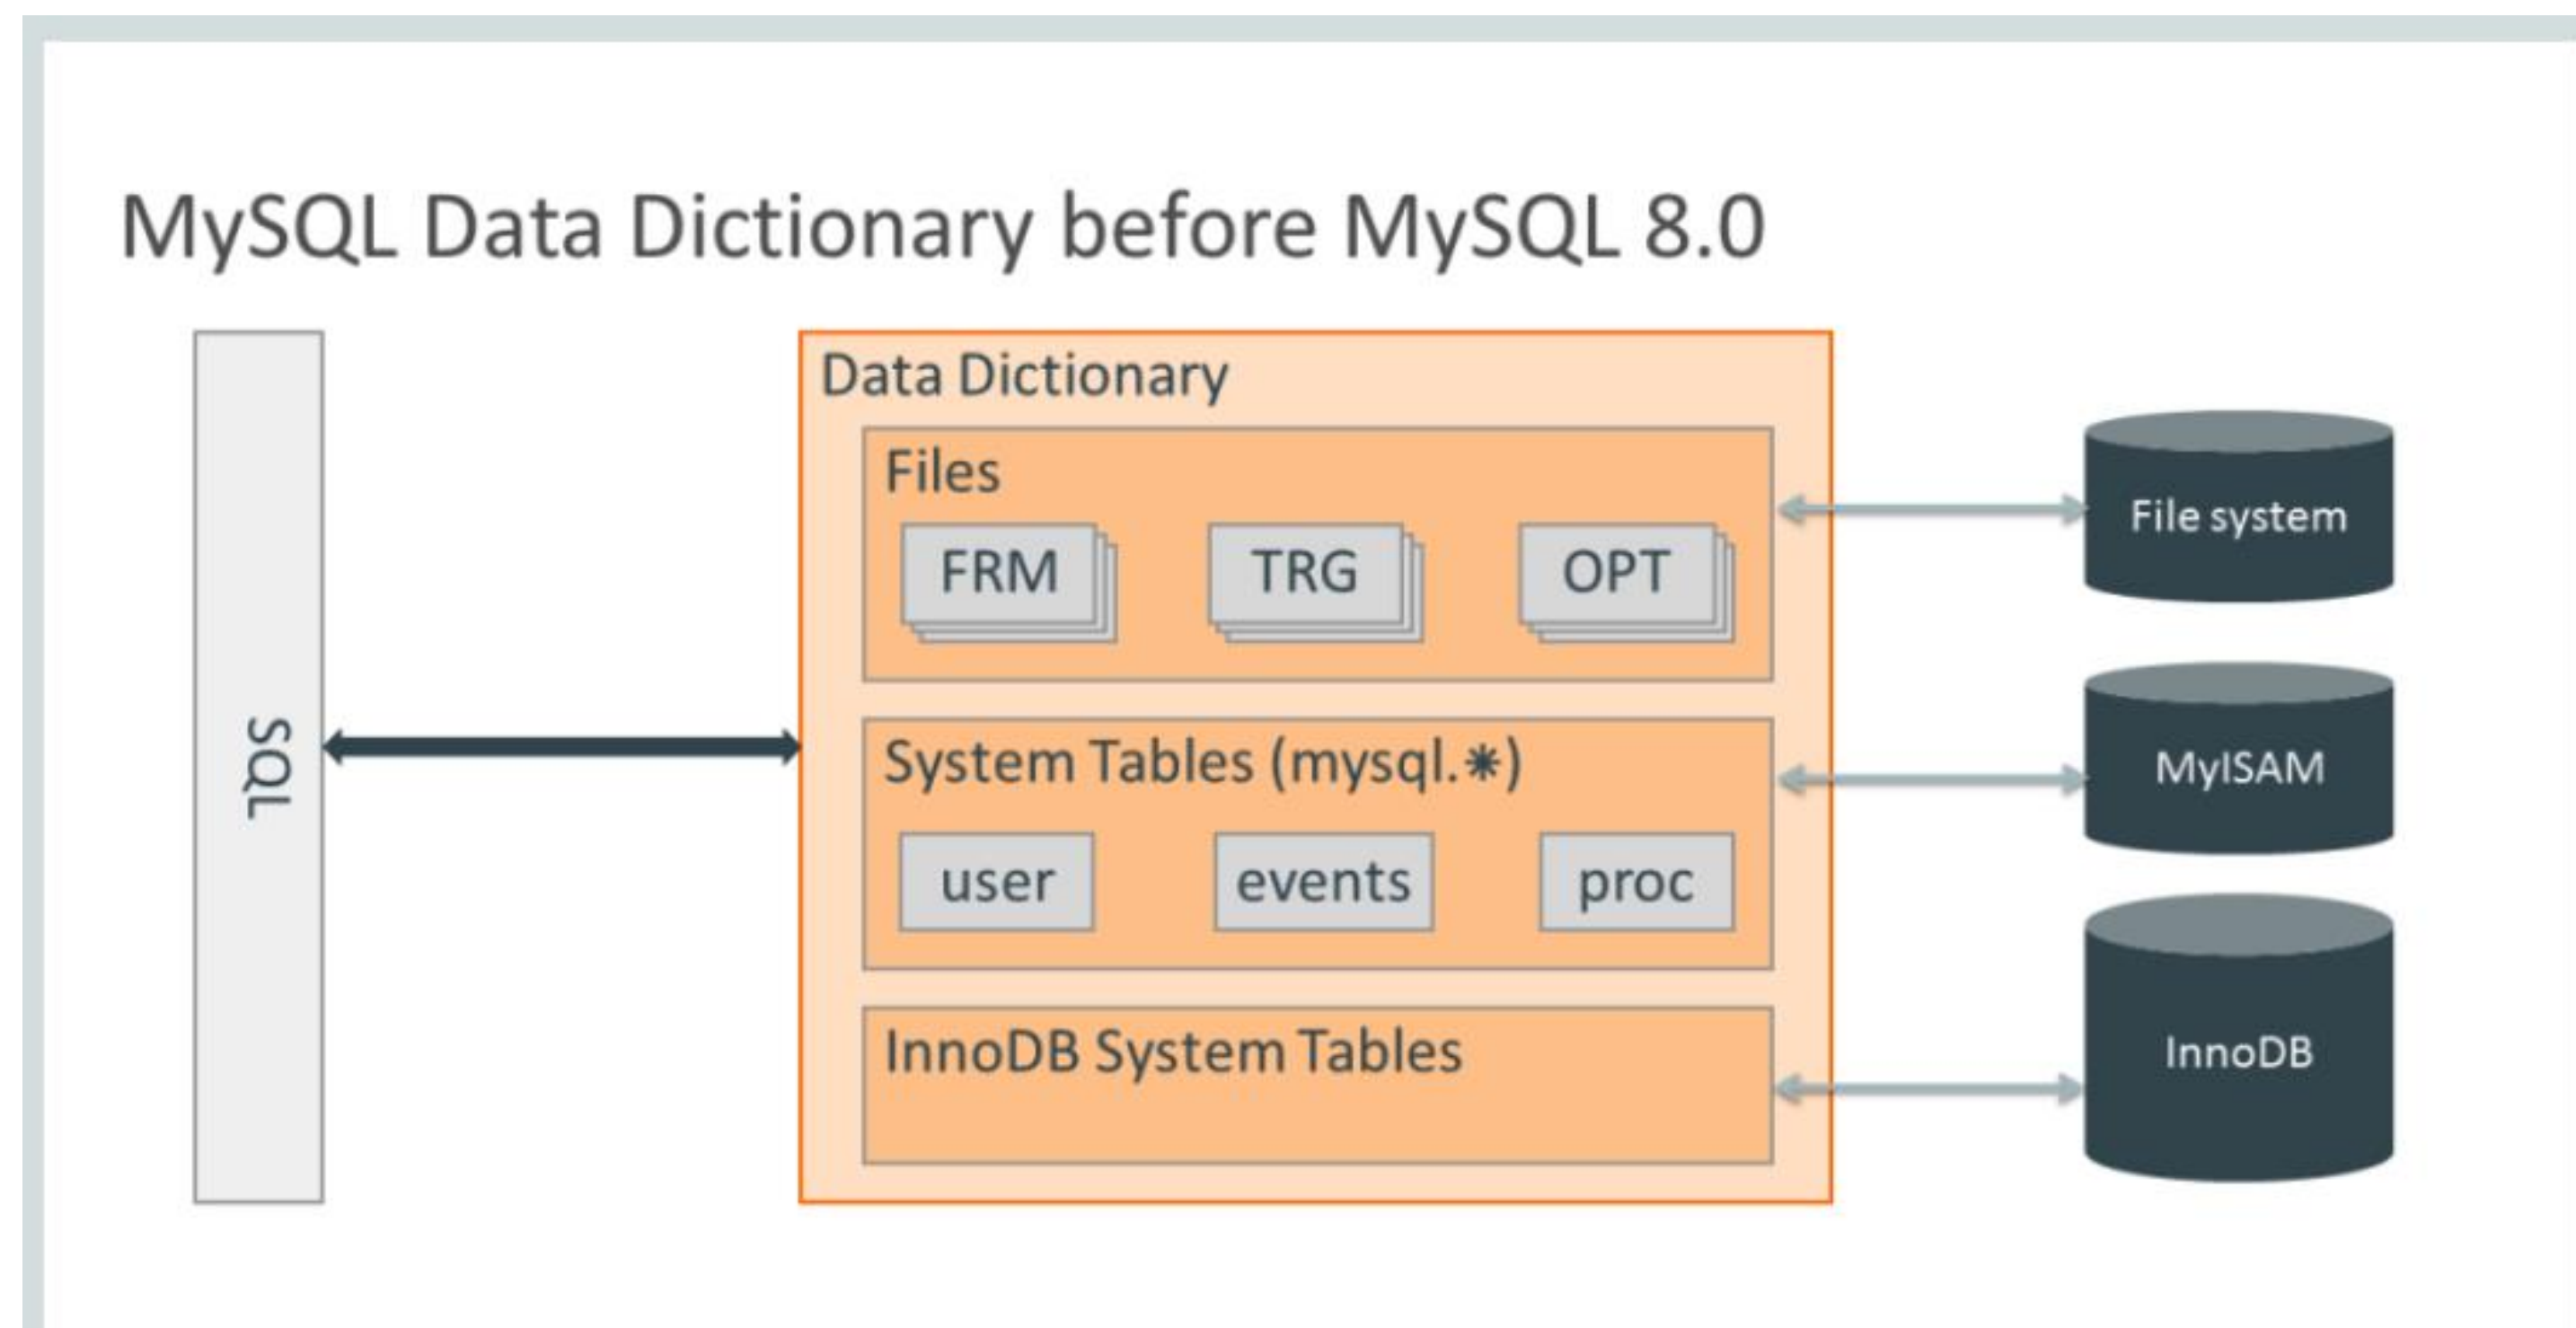 MySQL Data Dictionary before MySQL 8.0
SQL
Data Dictionary
Files
FRM
TRG
OPT
System Tables (mysql.*)
user
events
proc
InnoDB System Tables
File system
MyISAM
InnoDB